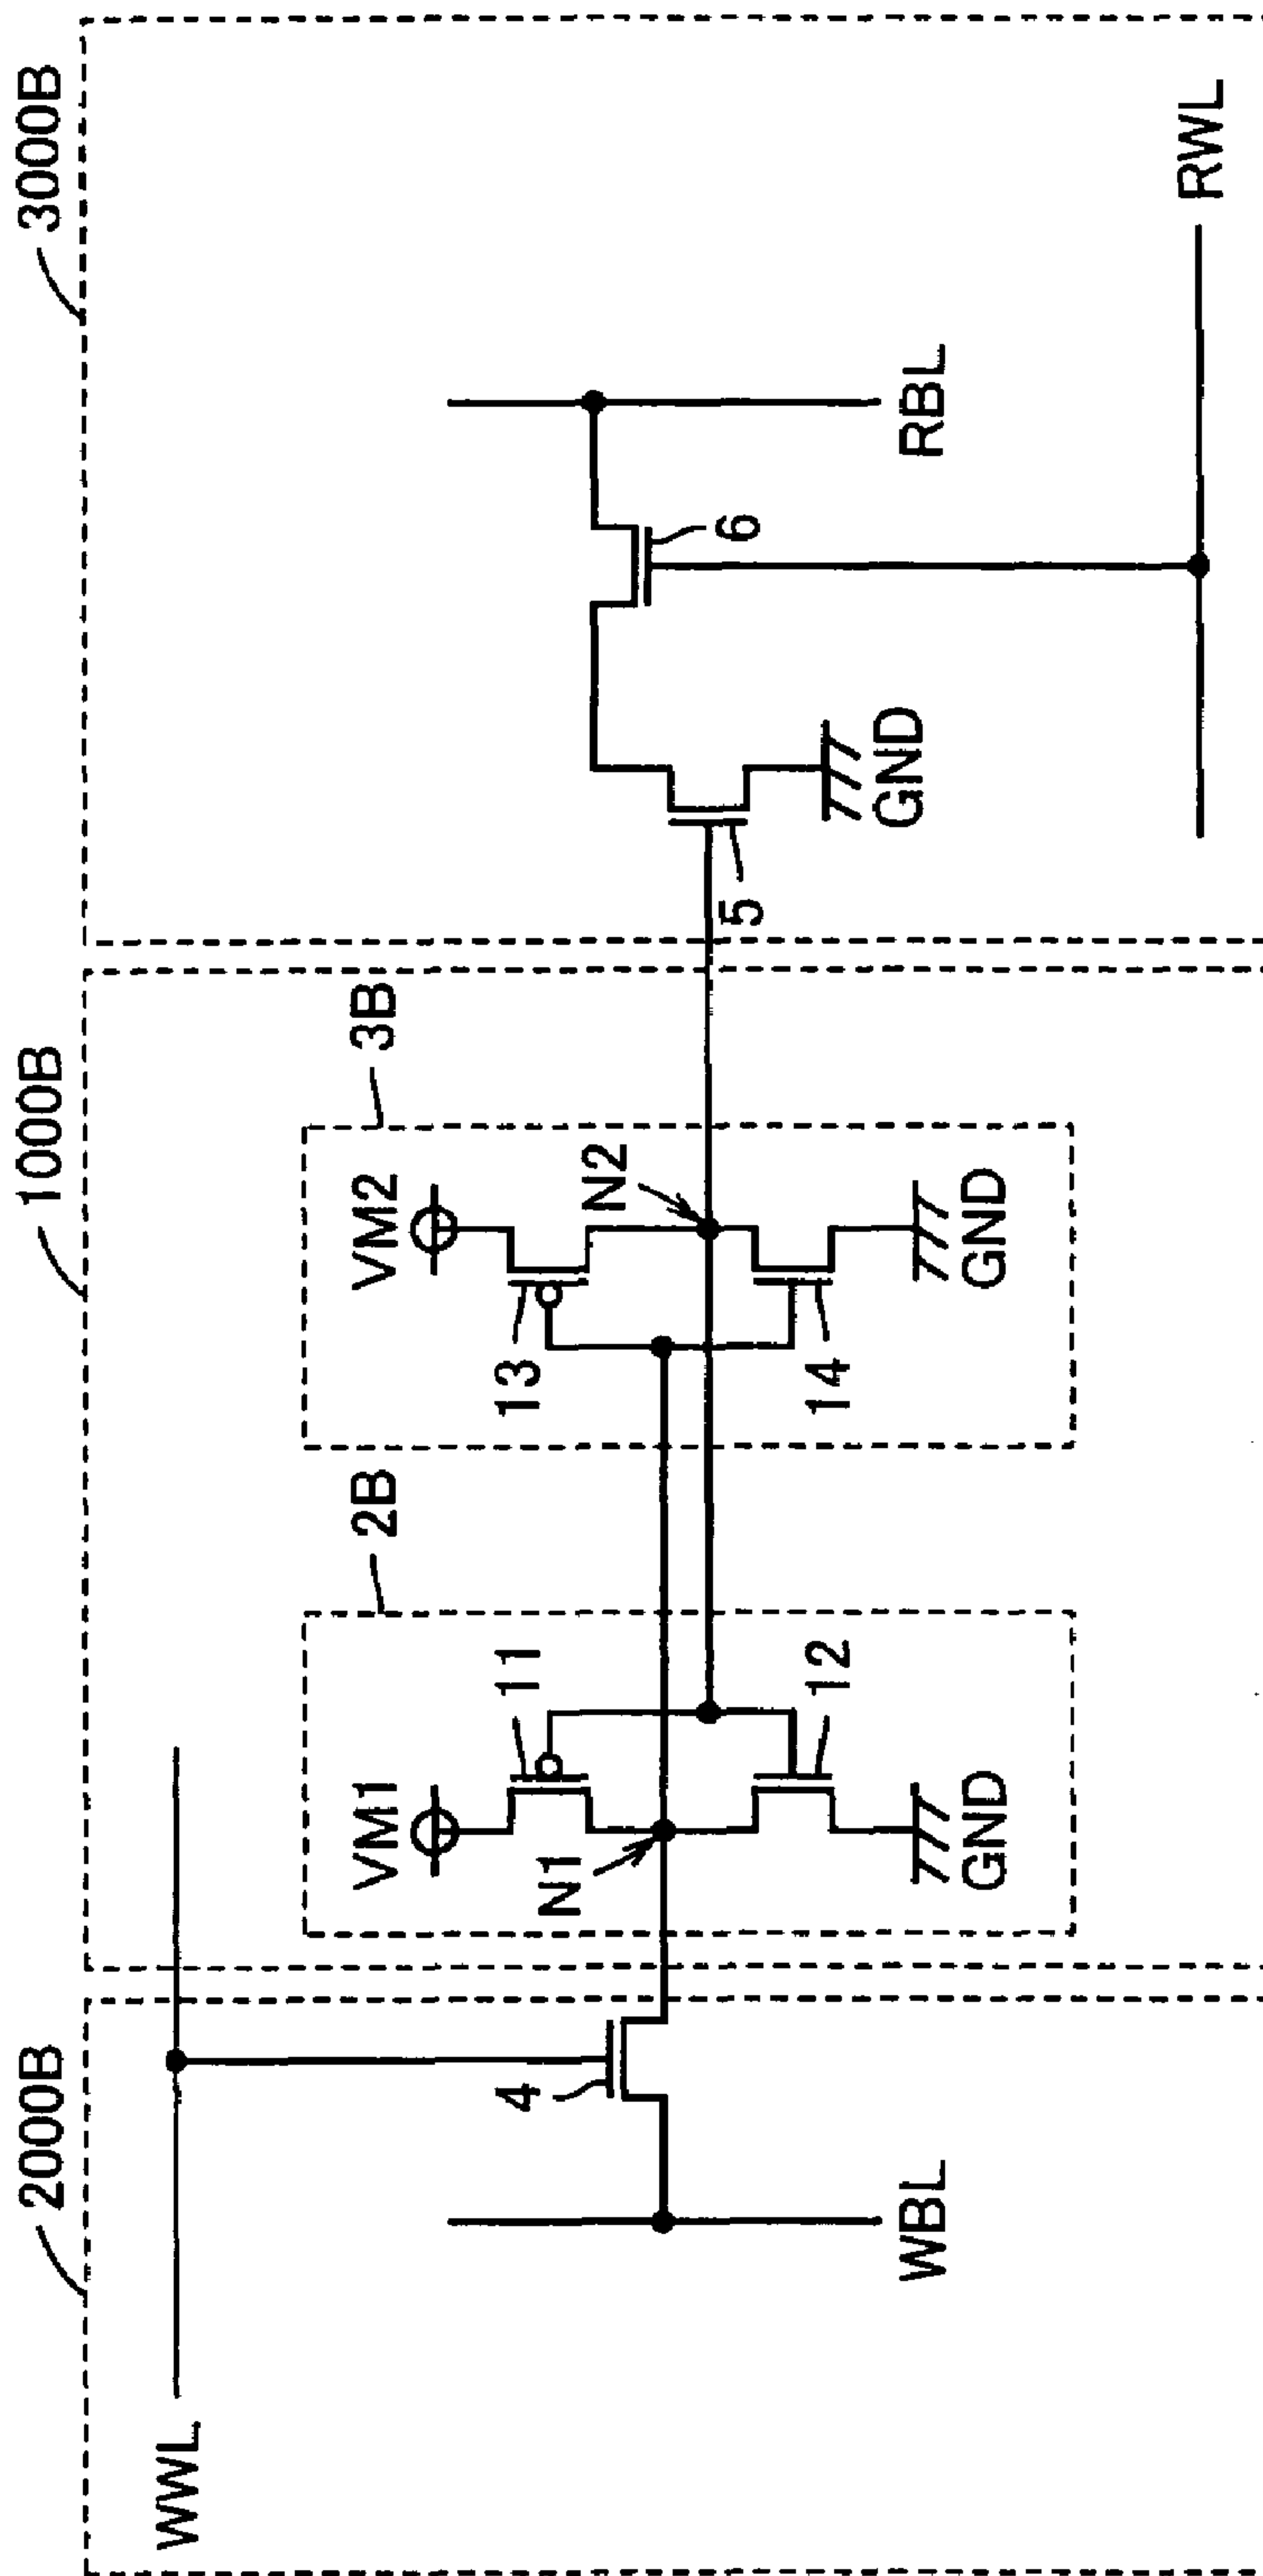 2000B
1000B
3000B
WWL
2B
3B
VM1
VM2
4
11
13
N1
N2
12
14
5
6
GND
GND
GND
WBL
RBL
RWL